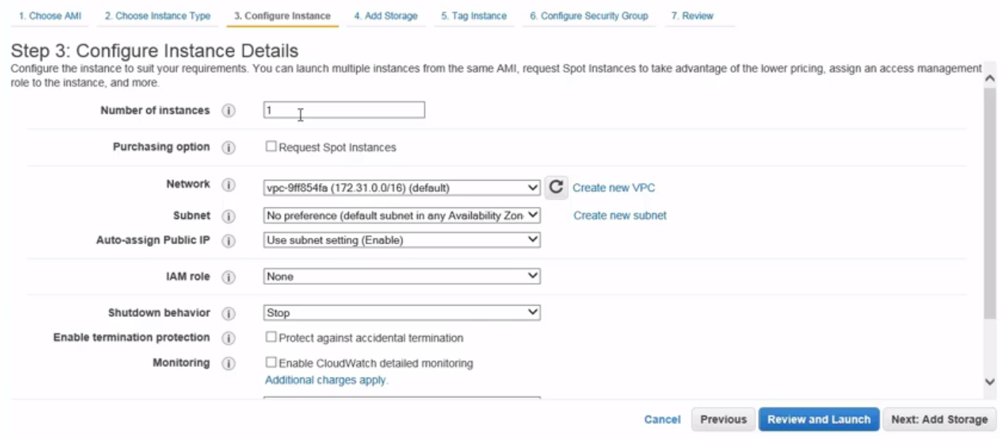 1. Choose AMI 2. Choose Instance Type 3. Configure Instance 4. Add Storage 5. Tag Instance 6. Configure Security Group 7. Review
Step 3: Configure Instance Details
Configure the instance to suit your requirements. You can launch multiple instances from the same AMI, request Spot Instances to take advantage of the lower pricing, assign an access management
role to the instance, and more.
Number of instances i 1
Purchasing option i Request Spot Instances
Network i vpc-9ff854fa (172.31.0.0/16) (default) Create new VPC
Subnet i No preference (default subnet in any Availability Zon Create new subnet
Auto-assign Public IP i Use subnet setting (Enable)
IAM role i None
Shutdown behavior i Stop
Enable termination protection i Protect against accidental termination
Monitoring i Enable CloudWatch detailed monitoring
Additional charges apply.
Cancel Previous Review and Launch Next: Add Storage